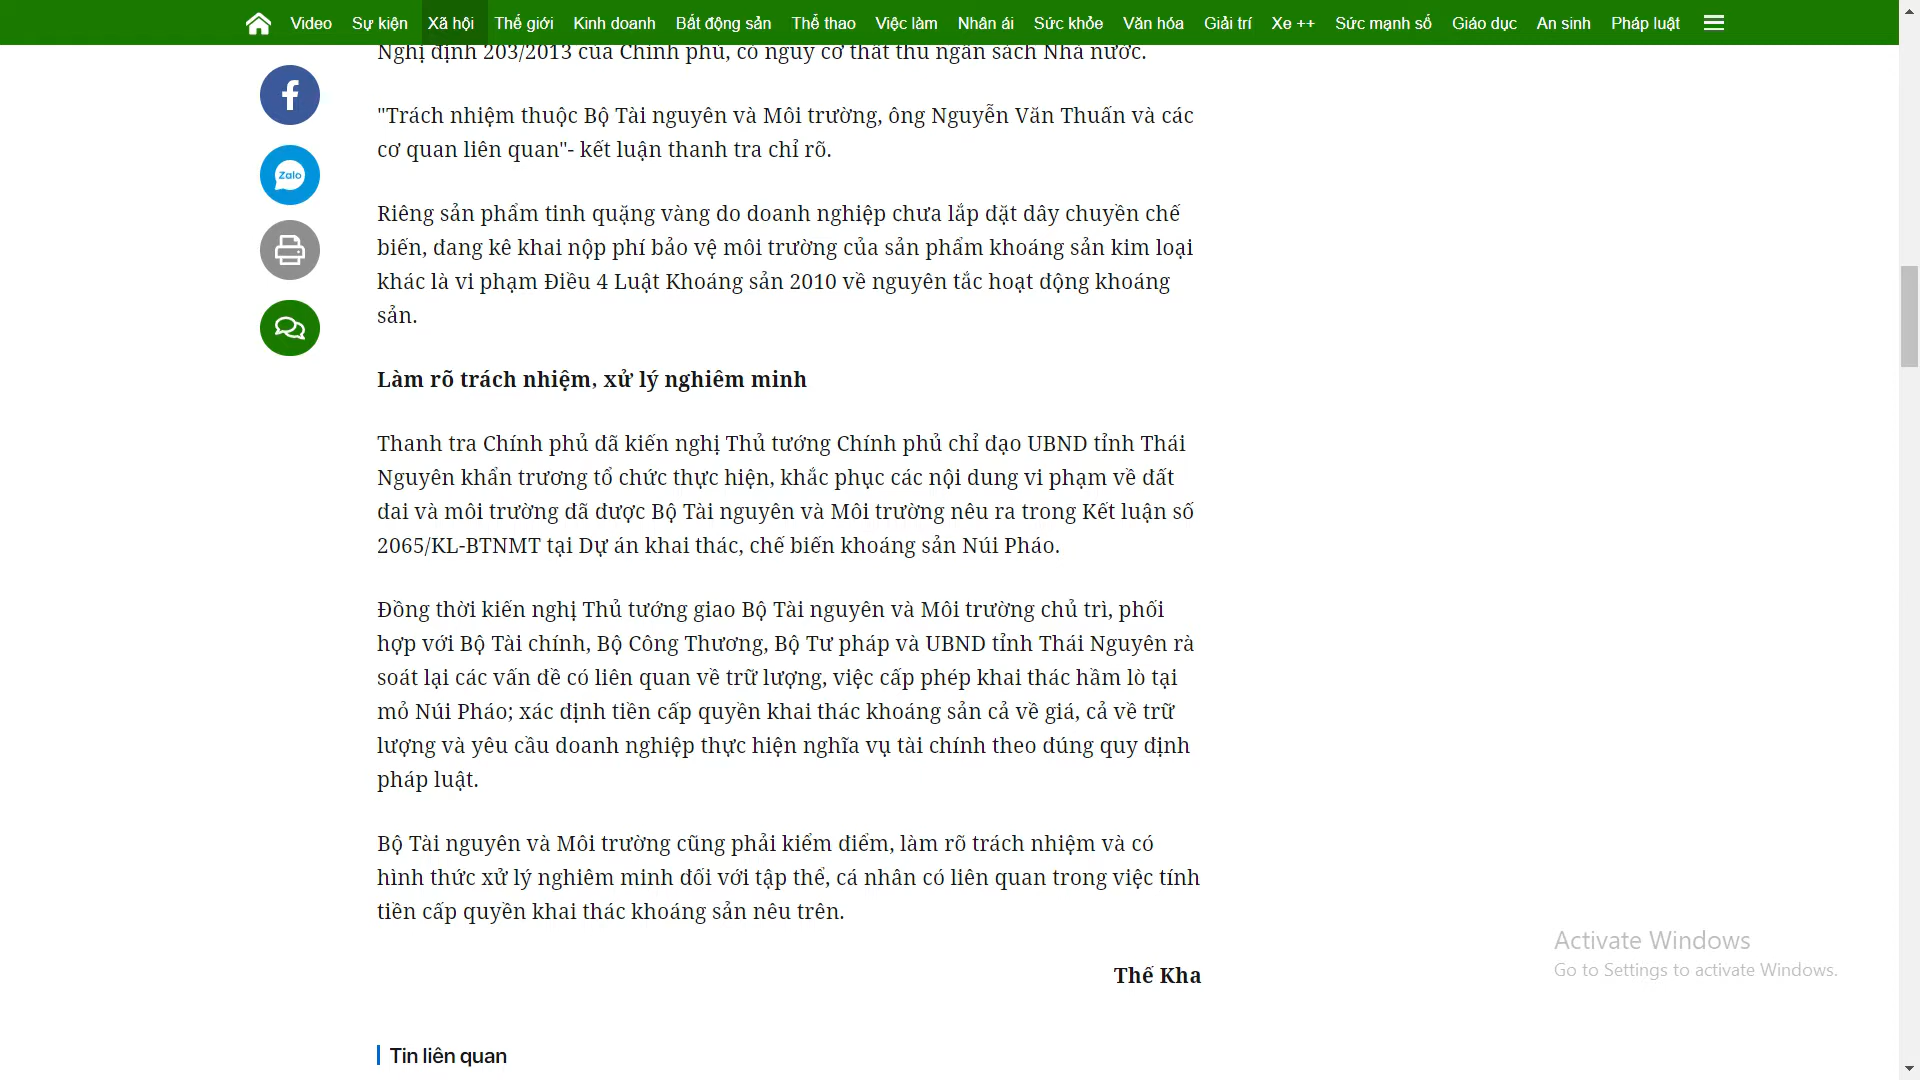 Video Sự kiện Xã hội Thế giới Kinh doanh Bất động sản Thể thao Việc làm Nhân ái Sức khỏe Văn hóa Giải trí Xe ++ Sức mạnh số Giáo dục An sinh Pháp luật
Nghị định 203/2013 của Chính phủ, có nguy cơ thất thu ngân sách Nhà nước.
"Trách nhiệm thuộc Bộ Tài nguyên và Môi trường, ông Nguyễn Văn Thuấn và các
cơ quan liên quan"- kết luận thanh tra chỉ rõ.
Zalo
Riêng sản phẩm tinh quặng vàng do doanh nghiệp chưa lắp đặt dây chuyền chế
biến, đang kê khai nộp phí bảo vệ môi trường của sản phẩm khoáng sản kim loại
khác là vi phạm Điều 4 Luật Khoáng sản 2010 về nguyên tắc hoạt động khoáng
sản.
Làm rõ trách nhiệm, xử lý nghiêm minh
Thanh tra Chính phủ đã kiến nghị Thủ tướng Chính phủ chỉ đạo UBND tỉnh Thái
Nguyên khẩn trương tổ chức thực hiện, khắc phục các nội dung vi phạm về đất
đai và môi trường đã được Bộ Tài nguyên và Môi trường nêu ra trong Kết luận số
2065/KL-BTNMT tại Dự án khai thác, chế biến khoáng sản Núi Pháo.
Đồng thời kiến nghị Thủ tướng giao Bộ Tài nguyên và Môi trường chủ trì, phối
hợp với Bộ Tài chính, Bộ Công Thương, Bộ Tư pháp và UBND tỉnh Thái Nguyên rà
soát lại các vấn đề có liên quan về trữ lượng, việc cấp phép khai thác hầm lò tại
mỏ Núi Pháo; xác định tiền cấp quyền khai thác khoáng sản cả về giá, cả về trữ
lượng và yêu cầu doanh nghiệp thực hiện nghĩa vụ tài chính theo đúng quy định
pháp luật.
Bộ Tài nguyên và Môi trường cũng phải kiểm điểm, làm rõ trách nhiệm và có
hình thức xử lý nghiêm minh đối với tập thể, cá nhân có liên quan trong việc tính
tiền cấp quyền khai thác khoáng sản nêu trên.
Activate Windows
Go to Settings to activate Windows.
Thế Kha
Tin liên quan